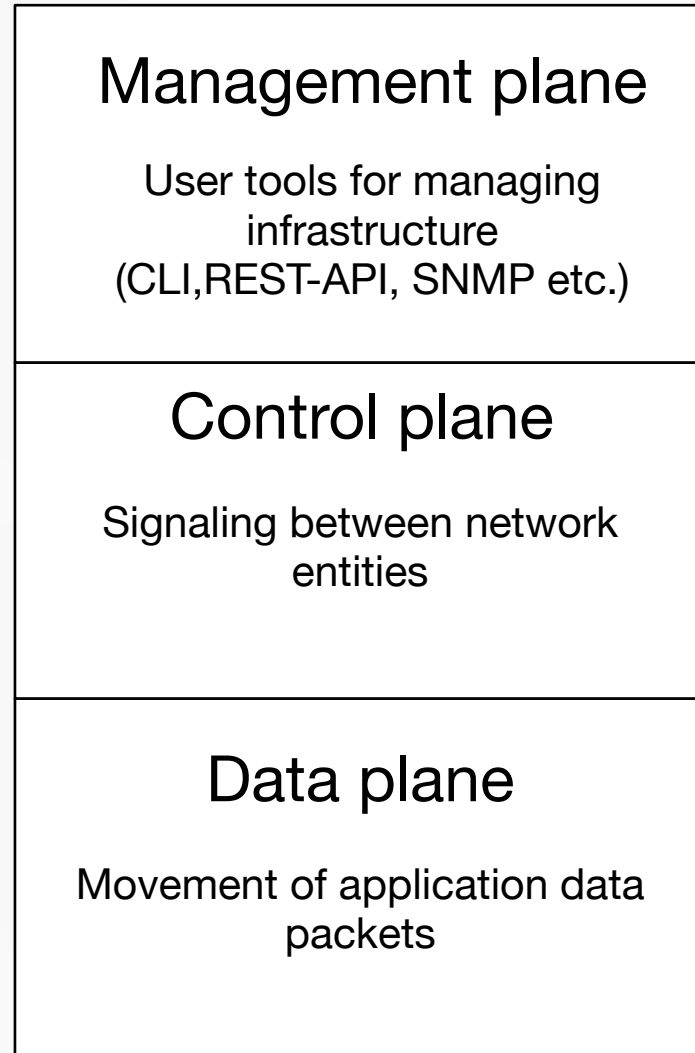 Management plane
User tools for managing
infrastructure
(CLI,REST-API, SNMP etc.)
Control plane
Signaling between network
entities
Data plane
Movement of application data
packets